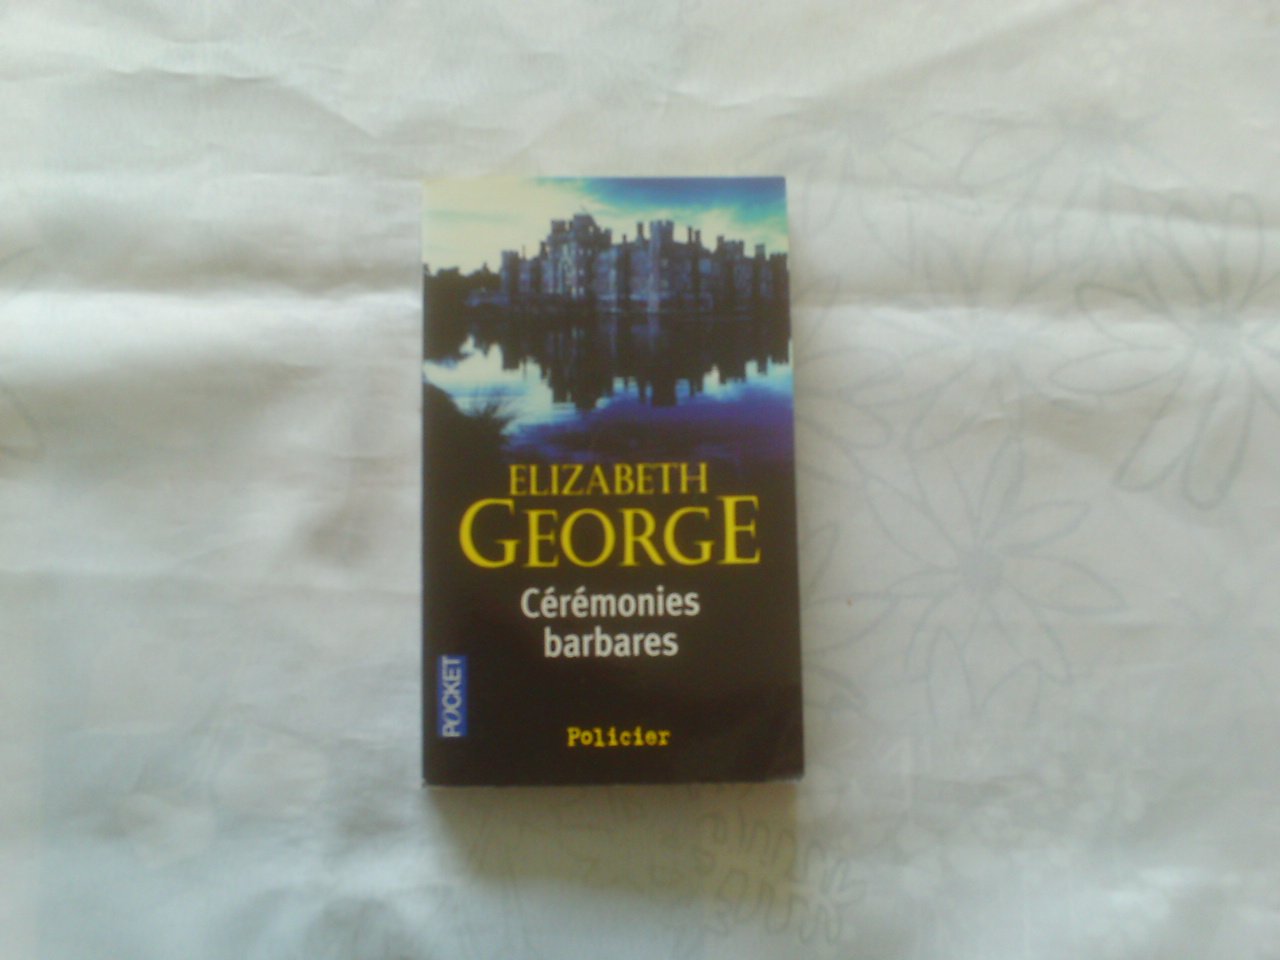 ELIZABETH
GEORGE
Cérémonies
barbares
POCKET
Policier